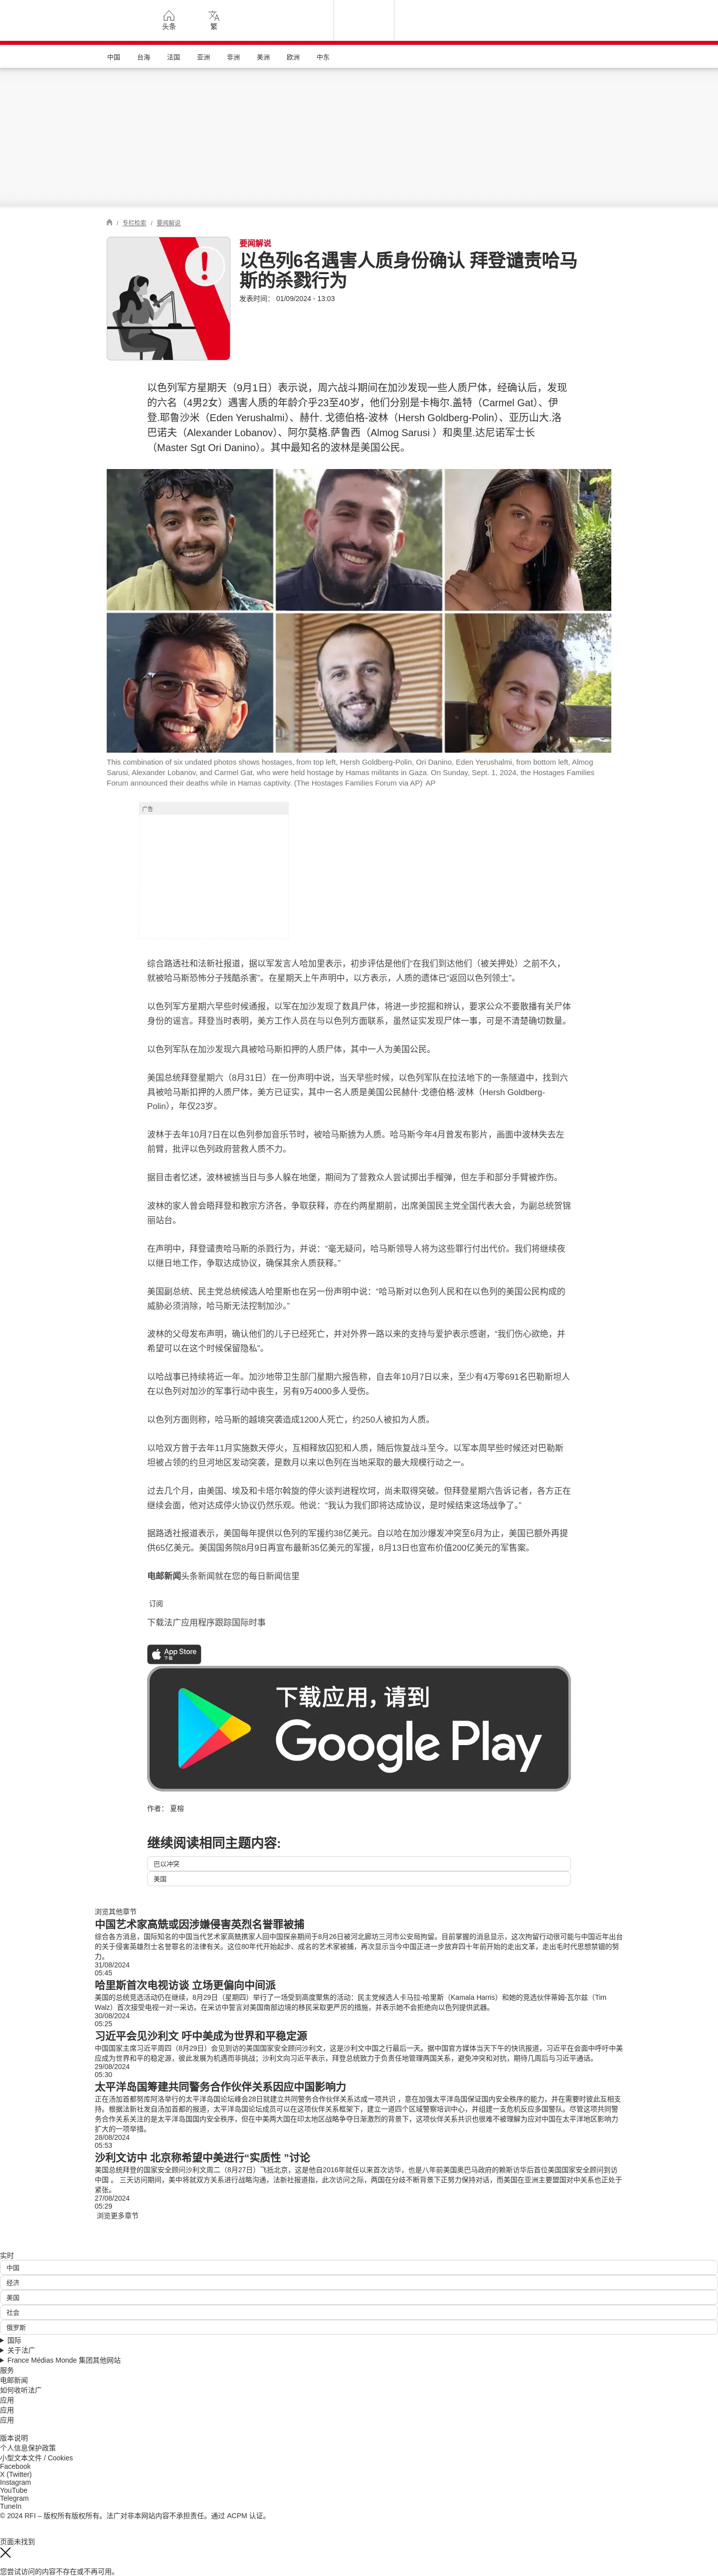 头条
繁
中国
台海
法国
亚洲
非洲
美洲
欧洲
中东
/ 专栏检索 / 要闻解说
要闻解说
以色列6名遇害人质身份确认 拜登谴责哈马
斯的杀戮行为
发表时间： 01/09/2024 - 13:03
以色列军方星期天（9月1日）表示说，周六战斗期间在加沙发现一些人质尸体，经确认后，发现
的六名（4男2女）遇害人质的年龄介乎23至40岁，他们分别是卡梅尔.盖特（Carmel Gat）、伊
登.耶鲁沙米（Eden Yerushalmi）、赫什. 戈德伯格-波林（Hersh Goldberg-Polin）、亚历山大.洛
巴诺夫（Alexander Lobanov）、阿尔莫格.萨鲁西（Almog Sarusi ）和奥里.达尼诺军士长
（Master Sgt Ori Danino）。其中最知名的波林是美国公民。
This combination of six undated photos shows hostages, from top left, Hersh Goldberg-Polin, Ori Danino, Eden Yerushalmi, from bottom left, Almog
Sarusi, Alexander Lobanov, and Carmel Gat, who were held hostage by Hamas militants in Gaza. On Sunday, Sept. 1, 2024, the Hostages Families
Forum announced their deaths while in Hamas captivity. (The Hostages Families Forum via AP) AP
广告
综合路透社和法新社报道，据以军发言人哈加里表示，初步评估是他们“在我们到达他们（被关押处）之前不久，
就被哈马斯恐怖分子残酷杀害”。在星期天上午声明中，以方表示，人质的遗体已“返回以色列领土”。
以色列军方星期六早些时候通报，以军在加沙发现了数具尸体，将进一步挖掘和辨认，要求公众不要散播有关尸体
身份的谣言。拜登当时表明，美方工作人员在与以色列方面联系，虽然证实发现尸体一事，可是不清楚确切数量。
以色列军队在加沙发现六具被哈马斯扣押的人质尸体，其中一人为美国公民。
美国总统拜登星期六（8月31日）在一份声明中说，当天早些时候，以色列军队在拉法地下的一条隧道中，找到六
具被哈马斯扣押的人质尸体，美方已证实，其中一名人质是美国公民赫什·戈德伯格-波林（Hersh Goldberg-
Polin），年仅23岁。
波林于去年10月7日在以色列参加音乐节时，被哈马斯掳为人质。哈马斯今年4月曾发布影片，画面中波林失去左
前臂，批评以色列政府营救人质不力。
据目击者忆述，波林被掳当日与多人躲在地堡，期间为了营救众人尝试掷出手榴弹，但左手和部分手臂被炸伤。
波林的家人曾会晤拜登和教宗方济各，争取获释，亦在约两星期前，出席美国民主党全国代表大会，为副总统贺锦
丽站台。
在声明中，拜登谴责哈马斯的杀戮行为，并说：“毫无疑问，哈马斯领导人将为这些罪行付出代价。我们将继续夜
以继日地工作，争取达成协议，确保其余人质获释。”
美国副总统、民主党总统候选人哈里斯也在另一份声明中说：“哈马斯对以色列人民和在以色列的美国公民构成的
威胁必须消除，哈马斯无法控制加沙。”
波林的父母发布声明，确认他们的儿子已经死亡，并对外界一路以来的支持与爱护表示感谢，“我们伤心欲绝，并
希望可以在这个时候保留隐私”。
以哈战事已持续将近一年。加沙地带卫生部门星期六报告称，自去年10月7日以来，至少有4万零691名巴勒斯坦人
在以色列对加沙的军事行动中丧生，另有9万4000多人受伤。
以色列方面则称，哈马斯的越境突袭造成1200人死亡，约250人被扣为人质。
以哈双方曾于去年11月实施数天停火，互相释放囚犯和人质，随后恢复战斗至今。以军本周早些时候还对巴勒斯
坦被占领的约旦河地区发动突袭，是数月以来以色列在当地采取的最大规模行动之一。
过去几个月，由美国、埃及和卡塔尔斡旋的停火谈判进程坎坷，尚未取得突破。但拜登星期六告诉记者，各方正在
继续会面，他对达成停火协议仍然乐观。他说：“我认为我们即将达成协议，是时候结束这场战争了。”
据路透社报道表示，美国每年提供以色列的军援约38亿美元。自以哈在加沙爆发冲突至6月为止，美国已额外再提
供65亿美元。美国国务院8月9日再宣布最新35亿美元的军援，8月13日也宣布价值200亿美元的军售案。
电邮新闻头条新闻就在您的每日新闻信里
订阅
下载法广应用程序跟踪国际时事
App Store
下载
下载应用，请到
Google Play
作者： 夏榕
继续阅读相同主题内容:
巴以冲突
美国
浏览其他章节
中国艺术家高兟或因涉嫌侵害英烈名誉罪被捕
综合各方消息，国际知名的中国当代艺术家高兟携家人回中国探亲期间于8月26日被河北廊坊三河市公安局拘留。目前掌握的消息显示，这次拘留行动很可能与中国近年出台
的关于侵害英雄烈士名誉罪名的法律有关。这位80年代开始起步、成名的艺术家被捕，再次显示当今中国正进一步放弃四十年前开始的走出文革，走出毛时代思想禁锢的努
力。
31/08/2024
05:45
哈里斯首次电视访谈 立场更偏向中间派
美国的总统竞选活动仍在继续，8月29日（星期四）举行了一场受到高度聚焦的活动：民主党候选人卡马拉-哈里斯（Kamala Harris）和她的竞选伙伴蒂姆-瓦尔兹（Tim
Walz）首次接受电视一对一采访。在采访中誓言对美国南部边境的移民采取更严厉的措施，并表示她不会拒绝向以色列提供武器。
30/08/2024
05:25
习近平会见沙利文 吁中美成为世界和平稳定源
中国国家主席习近平周四（8月29日）会见到访的美国国家安全顾问沙利文，这是沙利文中国之行最后一天。据中国官方媒体当天下午的快讯报道，习近平在会面中呼吁中美
应成为世界和平的稳定源，彼此发展为机遇而非挑战；沙利文向习近平表示，拜登总统致力于负责任地管理两国关系，避免冲突和对抗，期待几周后与习近平通话。
29/08/2024
05:30
太平洋岛国筹建共同警务合作伙伴关系因应中国影响力
正在汤加首都努库阿洛举行的太平洋岛国论坛峰会28日就建立共同警务合作伙伴关系达成一项共识 ，意在加强太平洋岛国保证国内安全秩序的能力，并在需要时彼此互相支
持。根据法新社发自汤加首都的报道，太平洋岛国论坛成员可以在这项伙伴关系框架下，建立一道四个区域警察培训中心，并组建一支危机反应多国警队。尽管这项共同警
务合作关系关注的是太平洋岛国国内安全秩序，但在中美两大国在印太地区战略争夺日渐激烈的背景下，这项伙伴关系共识也很难不被理解为应对中国在太平洋地区影响力
扩大的一项举措。
28/08/2024
05:53
沙利文访中 北京称希望中美进行“实质性 ”讨论
美国总统拜登的国家安全顾问沙利文周二（8月27日）飞抵北京，这是他自2016年就任以来首次访华，也是八年前美国奥巴马政府的赖斯访华后首位美国国家安全顾问到访
中国 。 三天访问期间，美中将就双方关系进行战略沟通，法新社报道指，此次访问之际，两国在分歧不断背景下正努力保持对话，而美国在亚洲主要盟国对中关系也正处于
紧张。
27/08/2024
05:29
浏览更多章节
实时
中国
经济
美国
社会
俄罗斯
国际
关于法广
France Médias Monde 集团其他网站
服务
电邮新闻
如何收听法广
应用
应用
应用
版本说明
个人信息保护政策
小型文本文件 / Cookies
Facebook
X (Twitter)
Instagram
YouTube
Telegram
TuneIn
© 2024 RFI – 版权所有版权所有。法广对非本网站内容不承担责任。通过 ACPM 认证。
页面未找到
您尝试访问的内容不存在或不再可用。